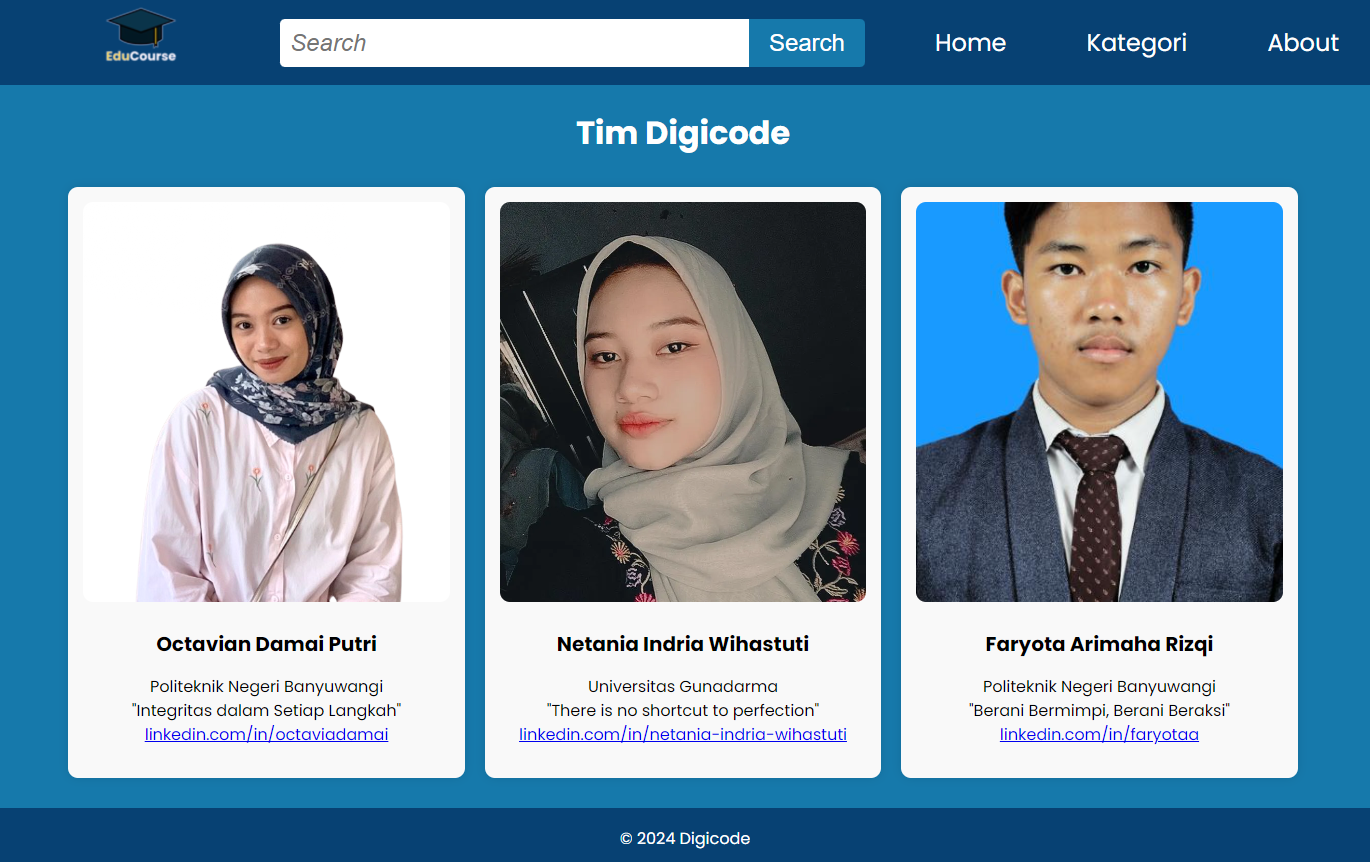 EduCourse
Search
Search
Home
Kategori
About
Tim Digicode
Octavian Damai Putri
Politeknik Negeri Banyuwangi
"Integritas dalam Setiap Langkah"
linkedin.com/in/octaviadamai
Netania Indria Wihastuti
Universitas Gunadarma
"There is no shortcut to perfection"
linkedin.com/in/netania-indria-wihastuti
Faryota Arimaha Rizqi
Politeknik Negeri Banyuwangi
"Berani Bermimpi, Berani Beraksi"
linkedin.com/in/faryotaa
© 2024 Digicode